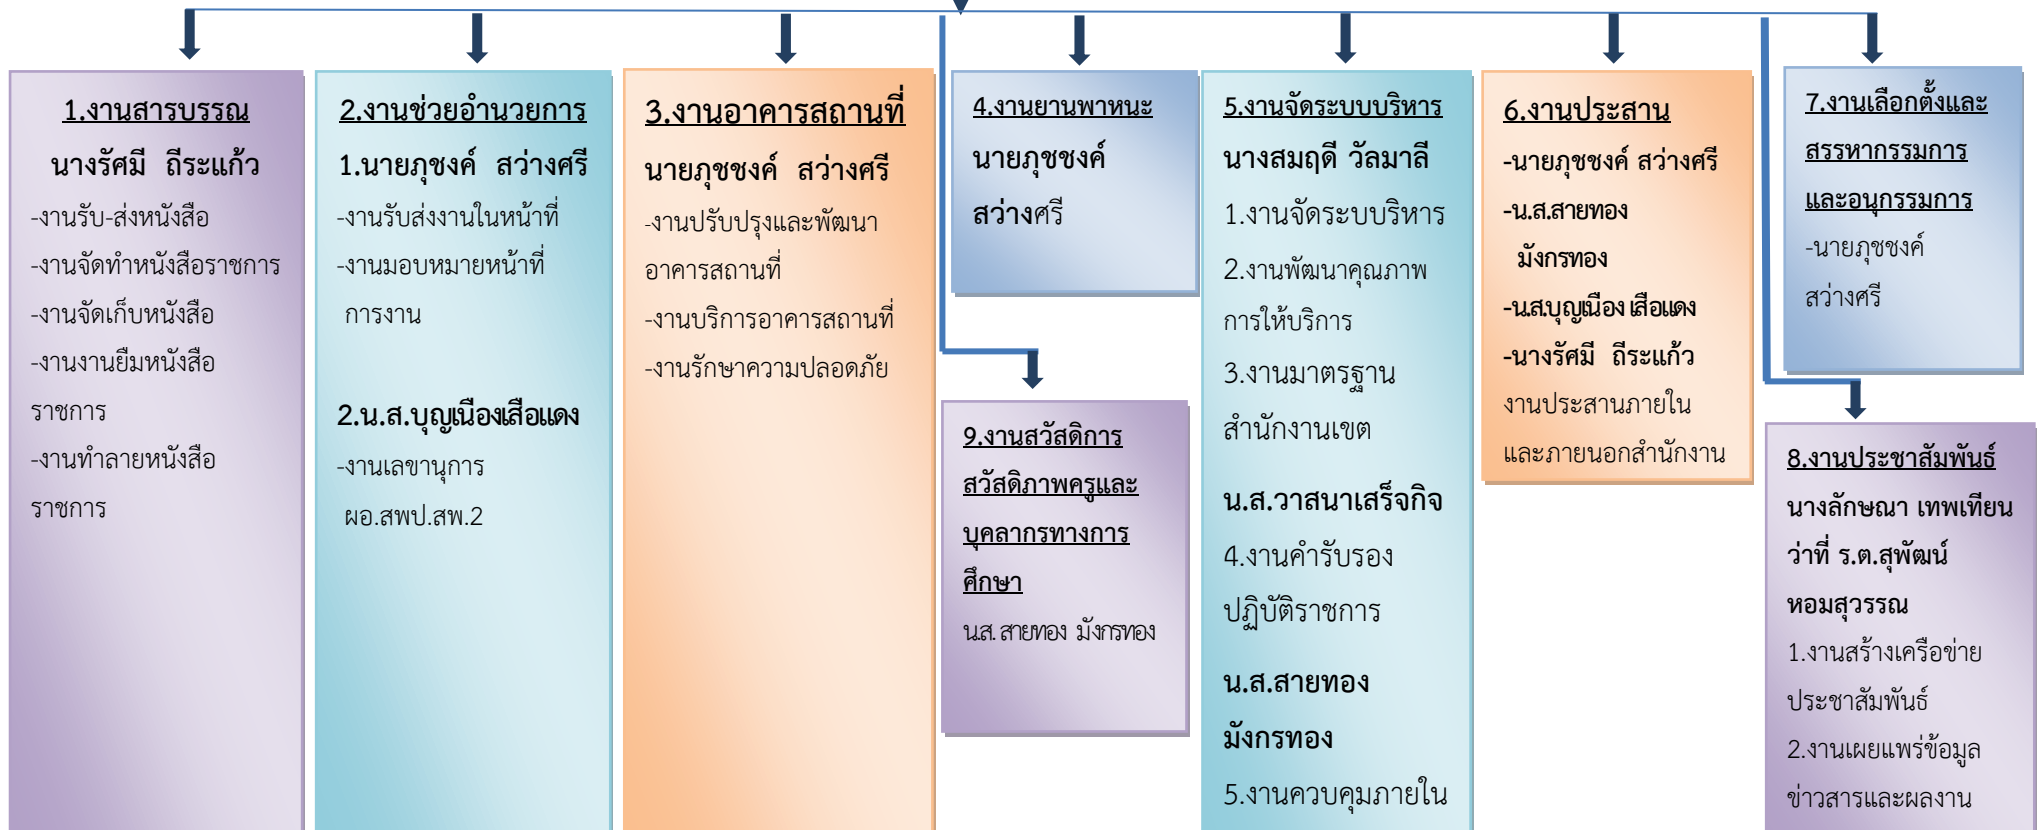 1.งานสารบรรณ
นางรัศมี ถีระแก้ว
-งานรับ-ส่งหนังสือ
-งานจัดทำหนังสือราชการ
-งานจัดเก็บหนังสือ
-งานงานยืมหนังสือ
ราชการ
-งานทำลายหนังสือ
ราชการ
2.งานช่วยอำนวยการ
1.นายภุชงค์ สว่างศรี
-งานรับส่งงานในหน้าที่
-งานมอบหมายหน้าที่
การงาน
2.น.ส.บุญเนืองเสือแดง
-งานเลขานุการ
ผอ.สพป.สพ.2
3.งานอาคารสถานที่
นายภุชชงค์ สว่างศรี
-งานปรับปรุงและพัฒนา
อาคารสถานที่
-งานบริการอาคารสถานที่
-งานรักษาความปลอดภัย
4.งานยานพาหนะ
นายภุชชงค์
สว่างศรี
5.งานจัดระบบบริหาร
นางสมฤดี วัลมาลี
1.งานจัดระบบบริหาร
2.งานพัฒนาคุณภาพ
การให้บริการ
3.งานมาตรฐาน
สำนักงานเขต
น.ส.วาสนาเสร็จกิจ
4.งานคำรับรอง
ปฏิบัติราชการ
น.ส.สายทอง
มังกรทอง
5.งานควบคุมภายใน
6.งานประสาน
-นายภุชชงค์ สว่างศรี
-น.ส.สายทอง
มังกรทอง
-น.ส.บุญเนือง เสือแดง
-นางรัศมี ถีระแก้ว
งานประสานภายใน
และภายนอกสำนักงาน
7.งานเลือกตั้งและ
สรรหากรรมการ
และอนุกรรมการ
-นายภุชชงค์
สว่างศรี
8.งานประชาสัมพันธ์
นางลักษณา เทพเทียน
ว่าที่ ร.ต.สุพัฒน์
หอมสุวรรณ
1.งานสร้างเครือข่าย
ประชาสัมพันธ์
2.งานเผยแพร่ข้อมูล
ข่าวสารและผลงาน
9.งานสวัสดิการ
สวัสดิภาพครูและ
บุคลากรทางการ
ศึกษา
นส. สายทอง มังกรทอง